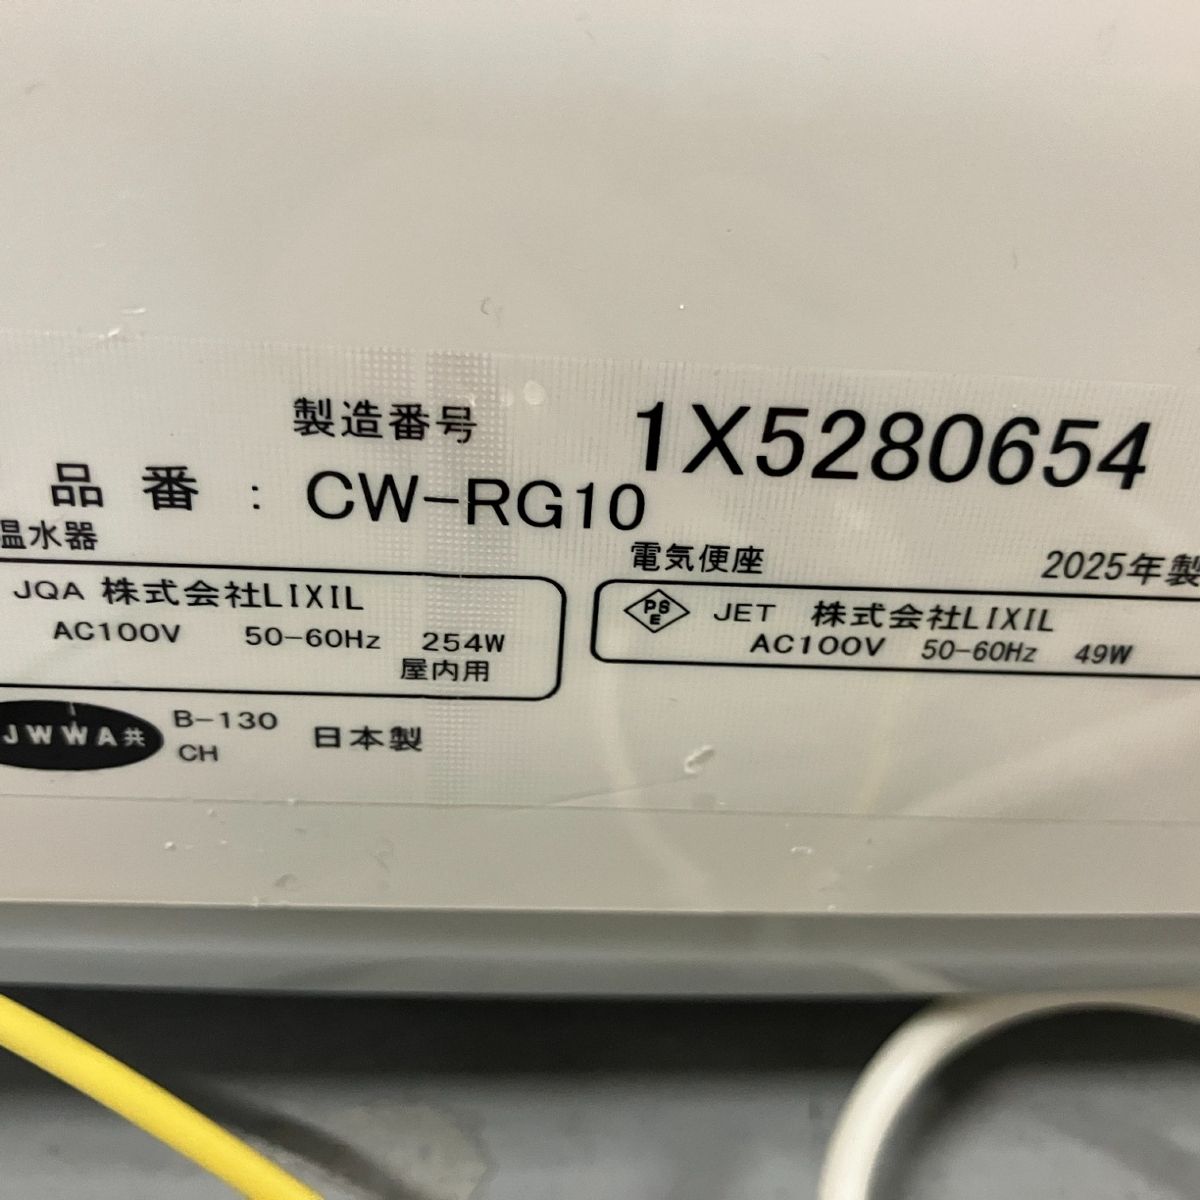 製造番号 1X5280654
品番: CW-RG10
温水器
電気便座 2025年製
JQA 株式会社LIXIL
AC100V 50-60Hz 254W
屋内用
PS E JET 株式会社LIXIL
AC100V 50-60Hz 49W
JWWA共 B-130
CH
日本製